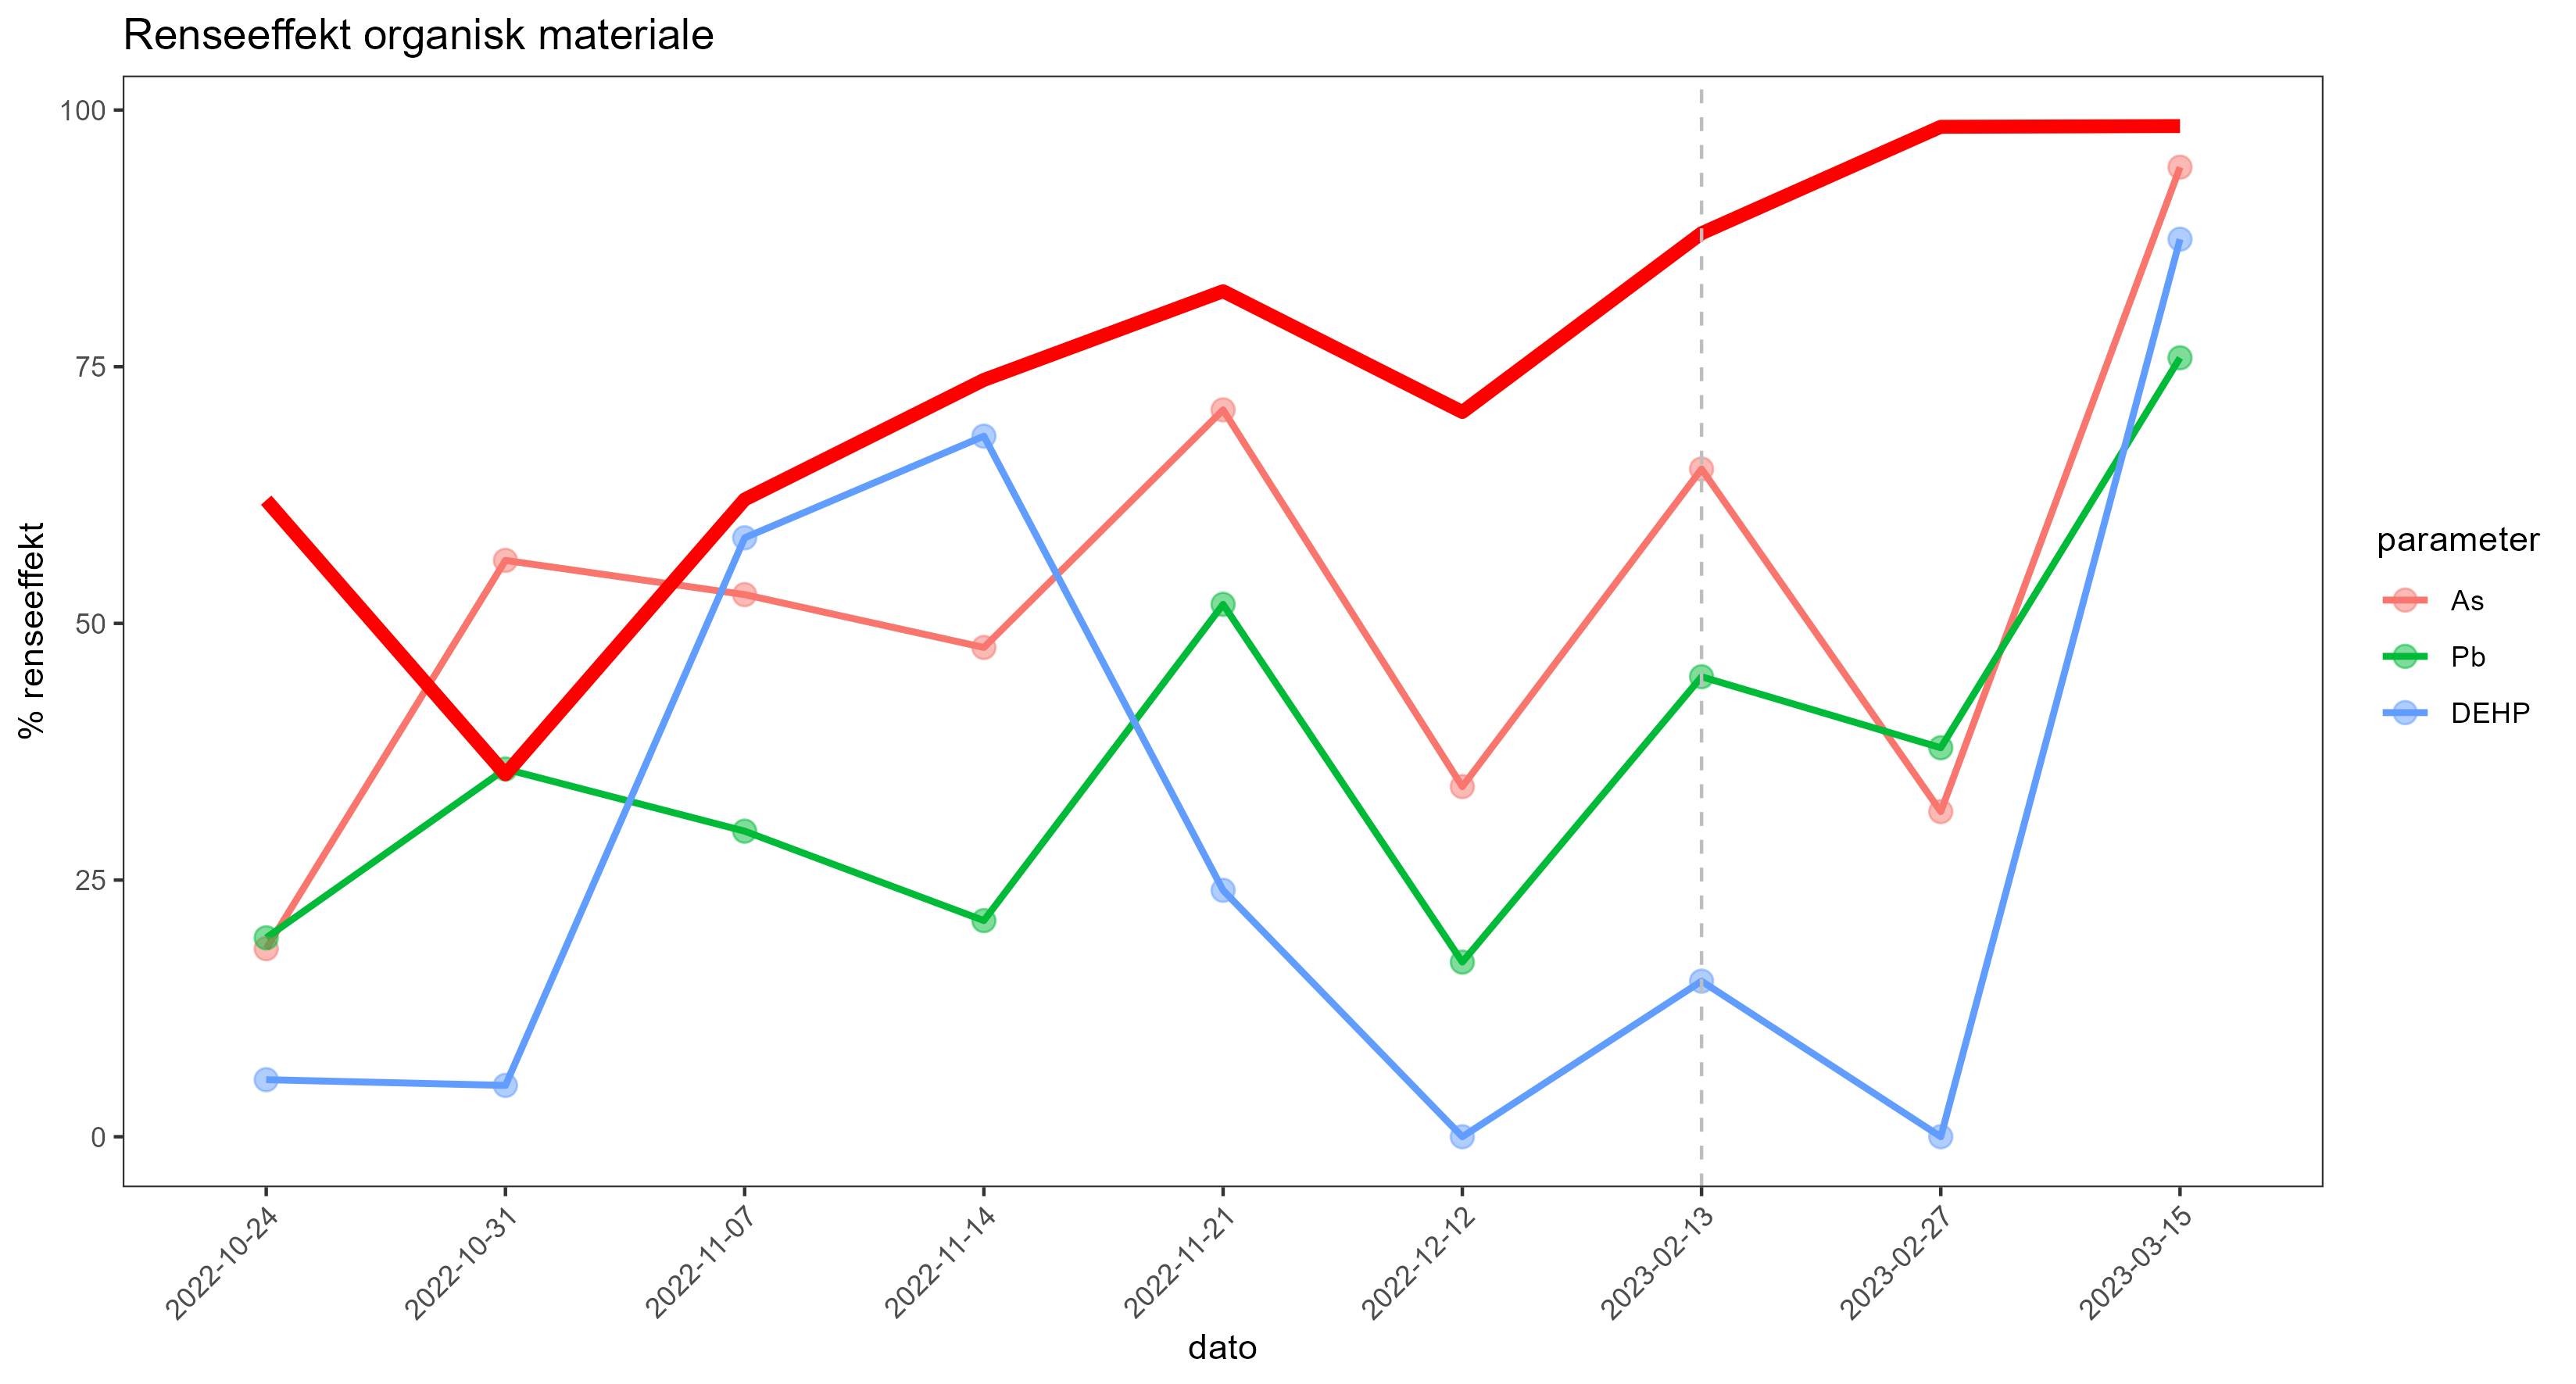 Renseeffekt organisk materiale
% renseeffekt
100
75
50
25
0
2022-10-24
2022-10-31
2022-11-07
2022-11-14
2022-11-21
2022-12-12
2023-02-13
2023-02-27
2023-03-15
dato
parameter
As
Pb
DEHP